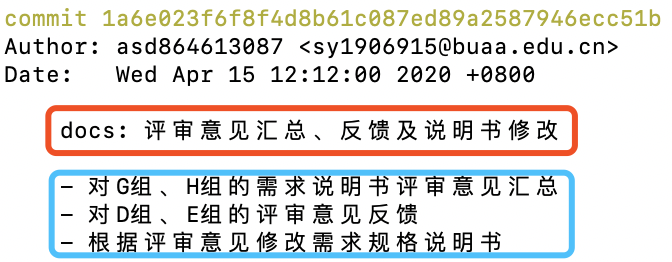 commit 1a6e023f6f8f4d8b61c087ed89a2587946ecc51b
Author: asd864613087 <sy1906915@buaa.edu.cn>
Date:   Wed Apr 15 12:12:00 2020 +0800
docs: 评审意见汇总、反馈及说明书修改
- 对G组、H组的需求说明书评审意见汇总
- 对D组、E组的评审意见反馈
- 根据评审意见修改需求规格说明书